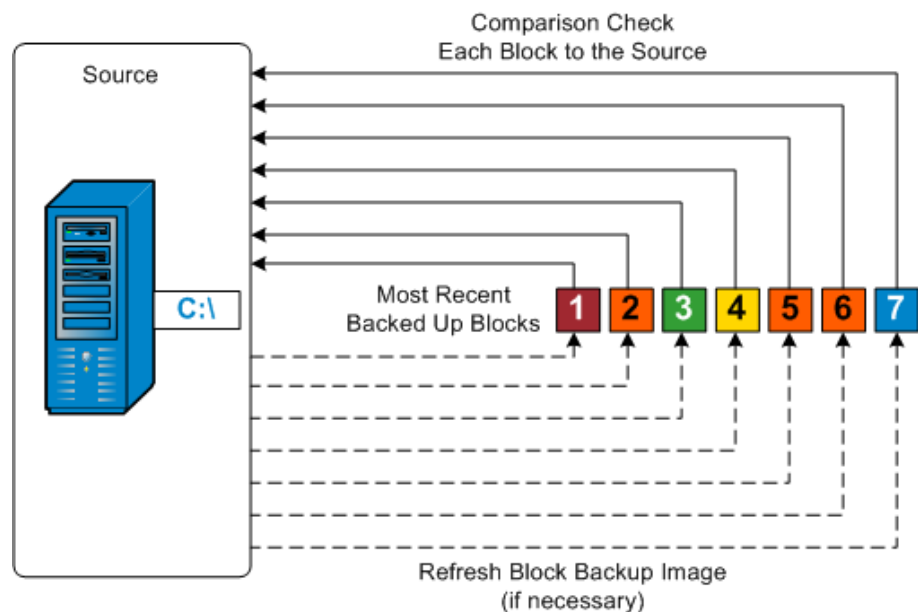 Comparison Check
Each Block to the Source
Source
C:\
Most Recent
Backed Up Blocks
1 2 3 4 5 6 7
Refresh Block Backup Image
(if necessary)